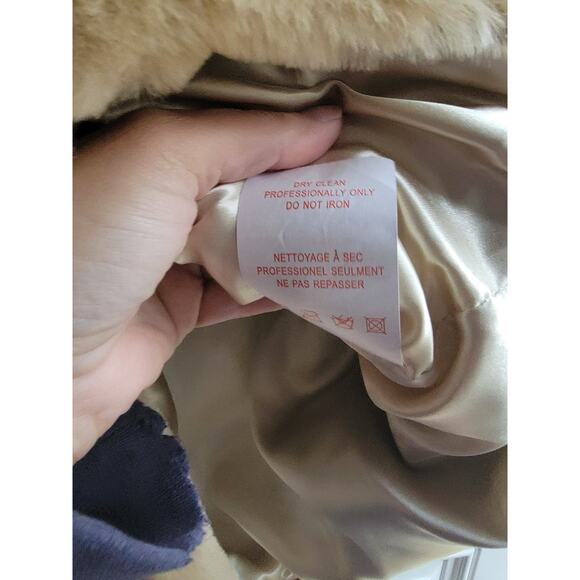 DRY CLEAN
PROFESSIONALLY ONLY
DO NOT IRON
NETTOYAGE À SEC
PROFESSIONEL SEULMENT
NE PAS REPASSER